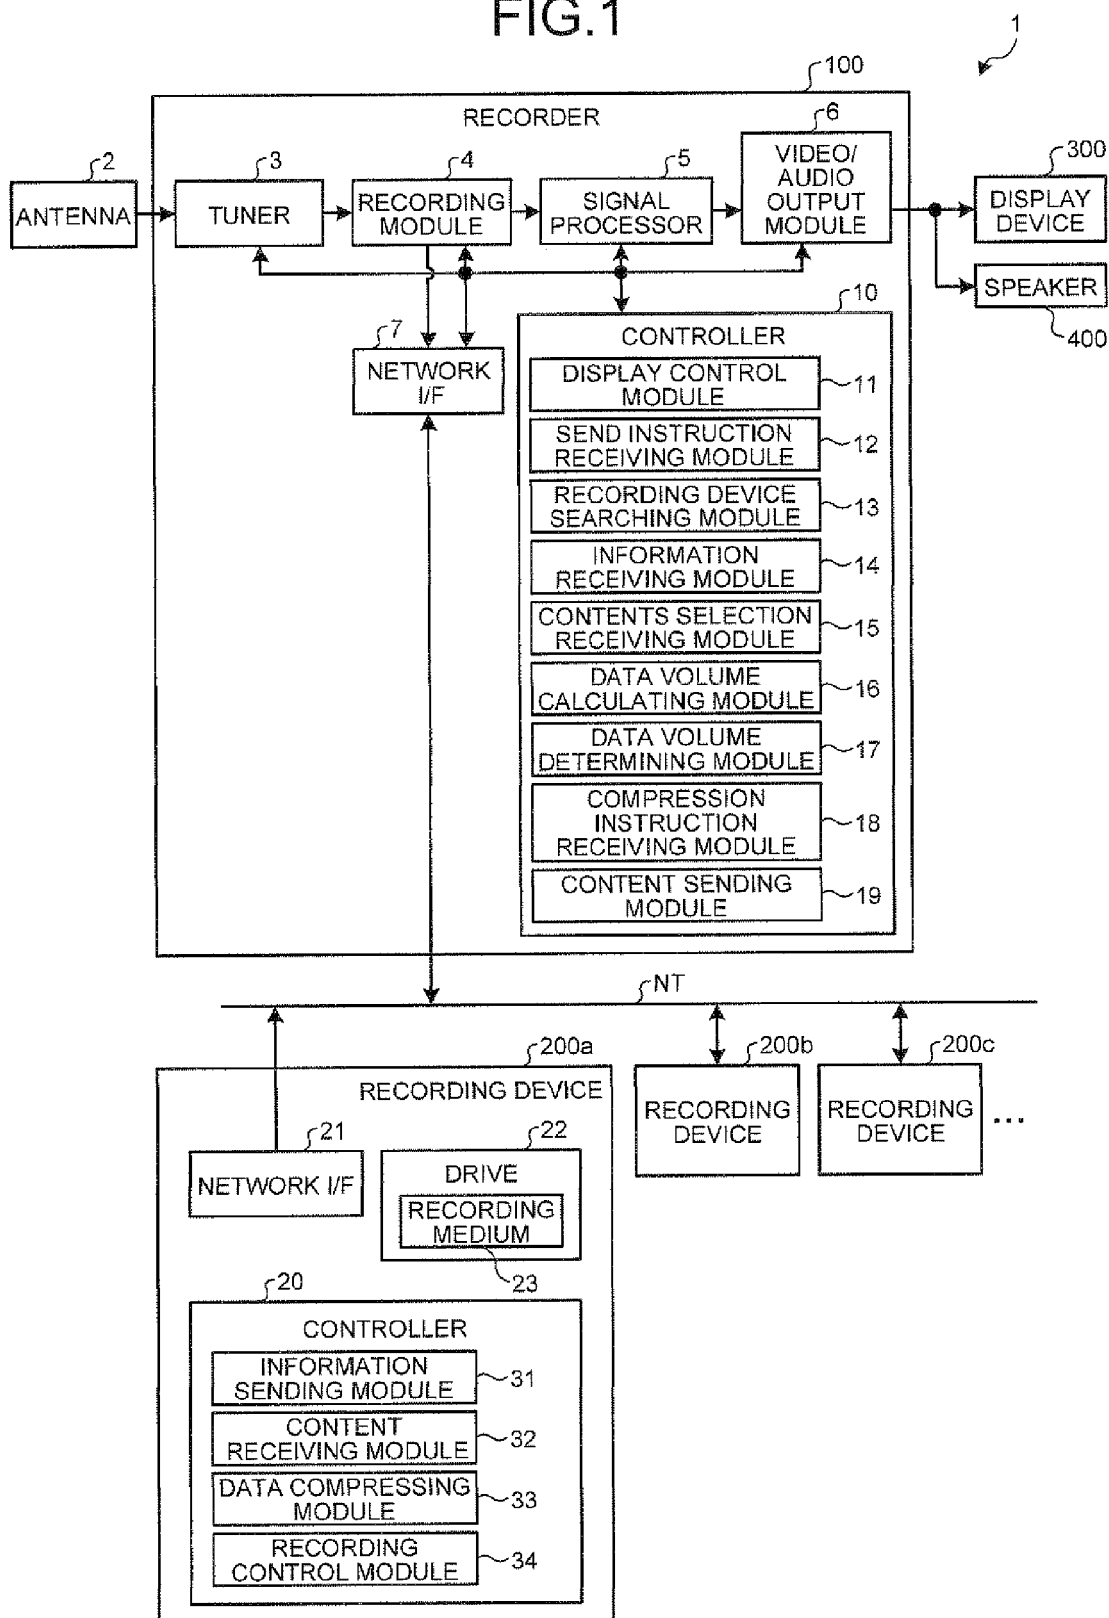 FIG.1
1
100
RECORDER
2
ANTENNA
3
TUNER
4
RECORDING
MODULE
5
SIGNAL
PROCESSOR
6
VIDEO/
AUDIO
OUTPUT
MODULE
300
DISPLAY
DEVICE
SPEAKER
400
7
NETWORK
I/F
10
CONTROLLER
DISPLAY CONTROL
MODULE
11
SEND INSTRUCTION
RECEIVING MODULE
12
RECORDING DEVICE
SEARCHING MODULE
13
INFORMATION
RECEIVING MODULE
14
CONTENTS SELECTION
RECEIVING MODULE
15
DATA VOLUME
CALCULATING MODULE
16
DATA VOLUME
DETERMINING MODULE
17
COMPRESSION
INSTRUCTION
RECEIVING MODULE
18
CONTENT SENDING
MODULE
19
NT
200a
RECORDING DEVICE
21
NETWORK I/F
22
DRIVE
RECORDING
MEDIUM
23
20
CONTROLLER
INFORMATION
SENDING MODULE
31
CONTENT
RECEIVING MODULE
32
DATA COMPRESSING
MODULE
33
RECORDING
CONTROL MODULE
34
200b
RECORDING
DEVICE
200c
RECORDING
DEVICE
...